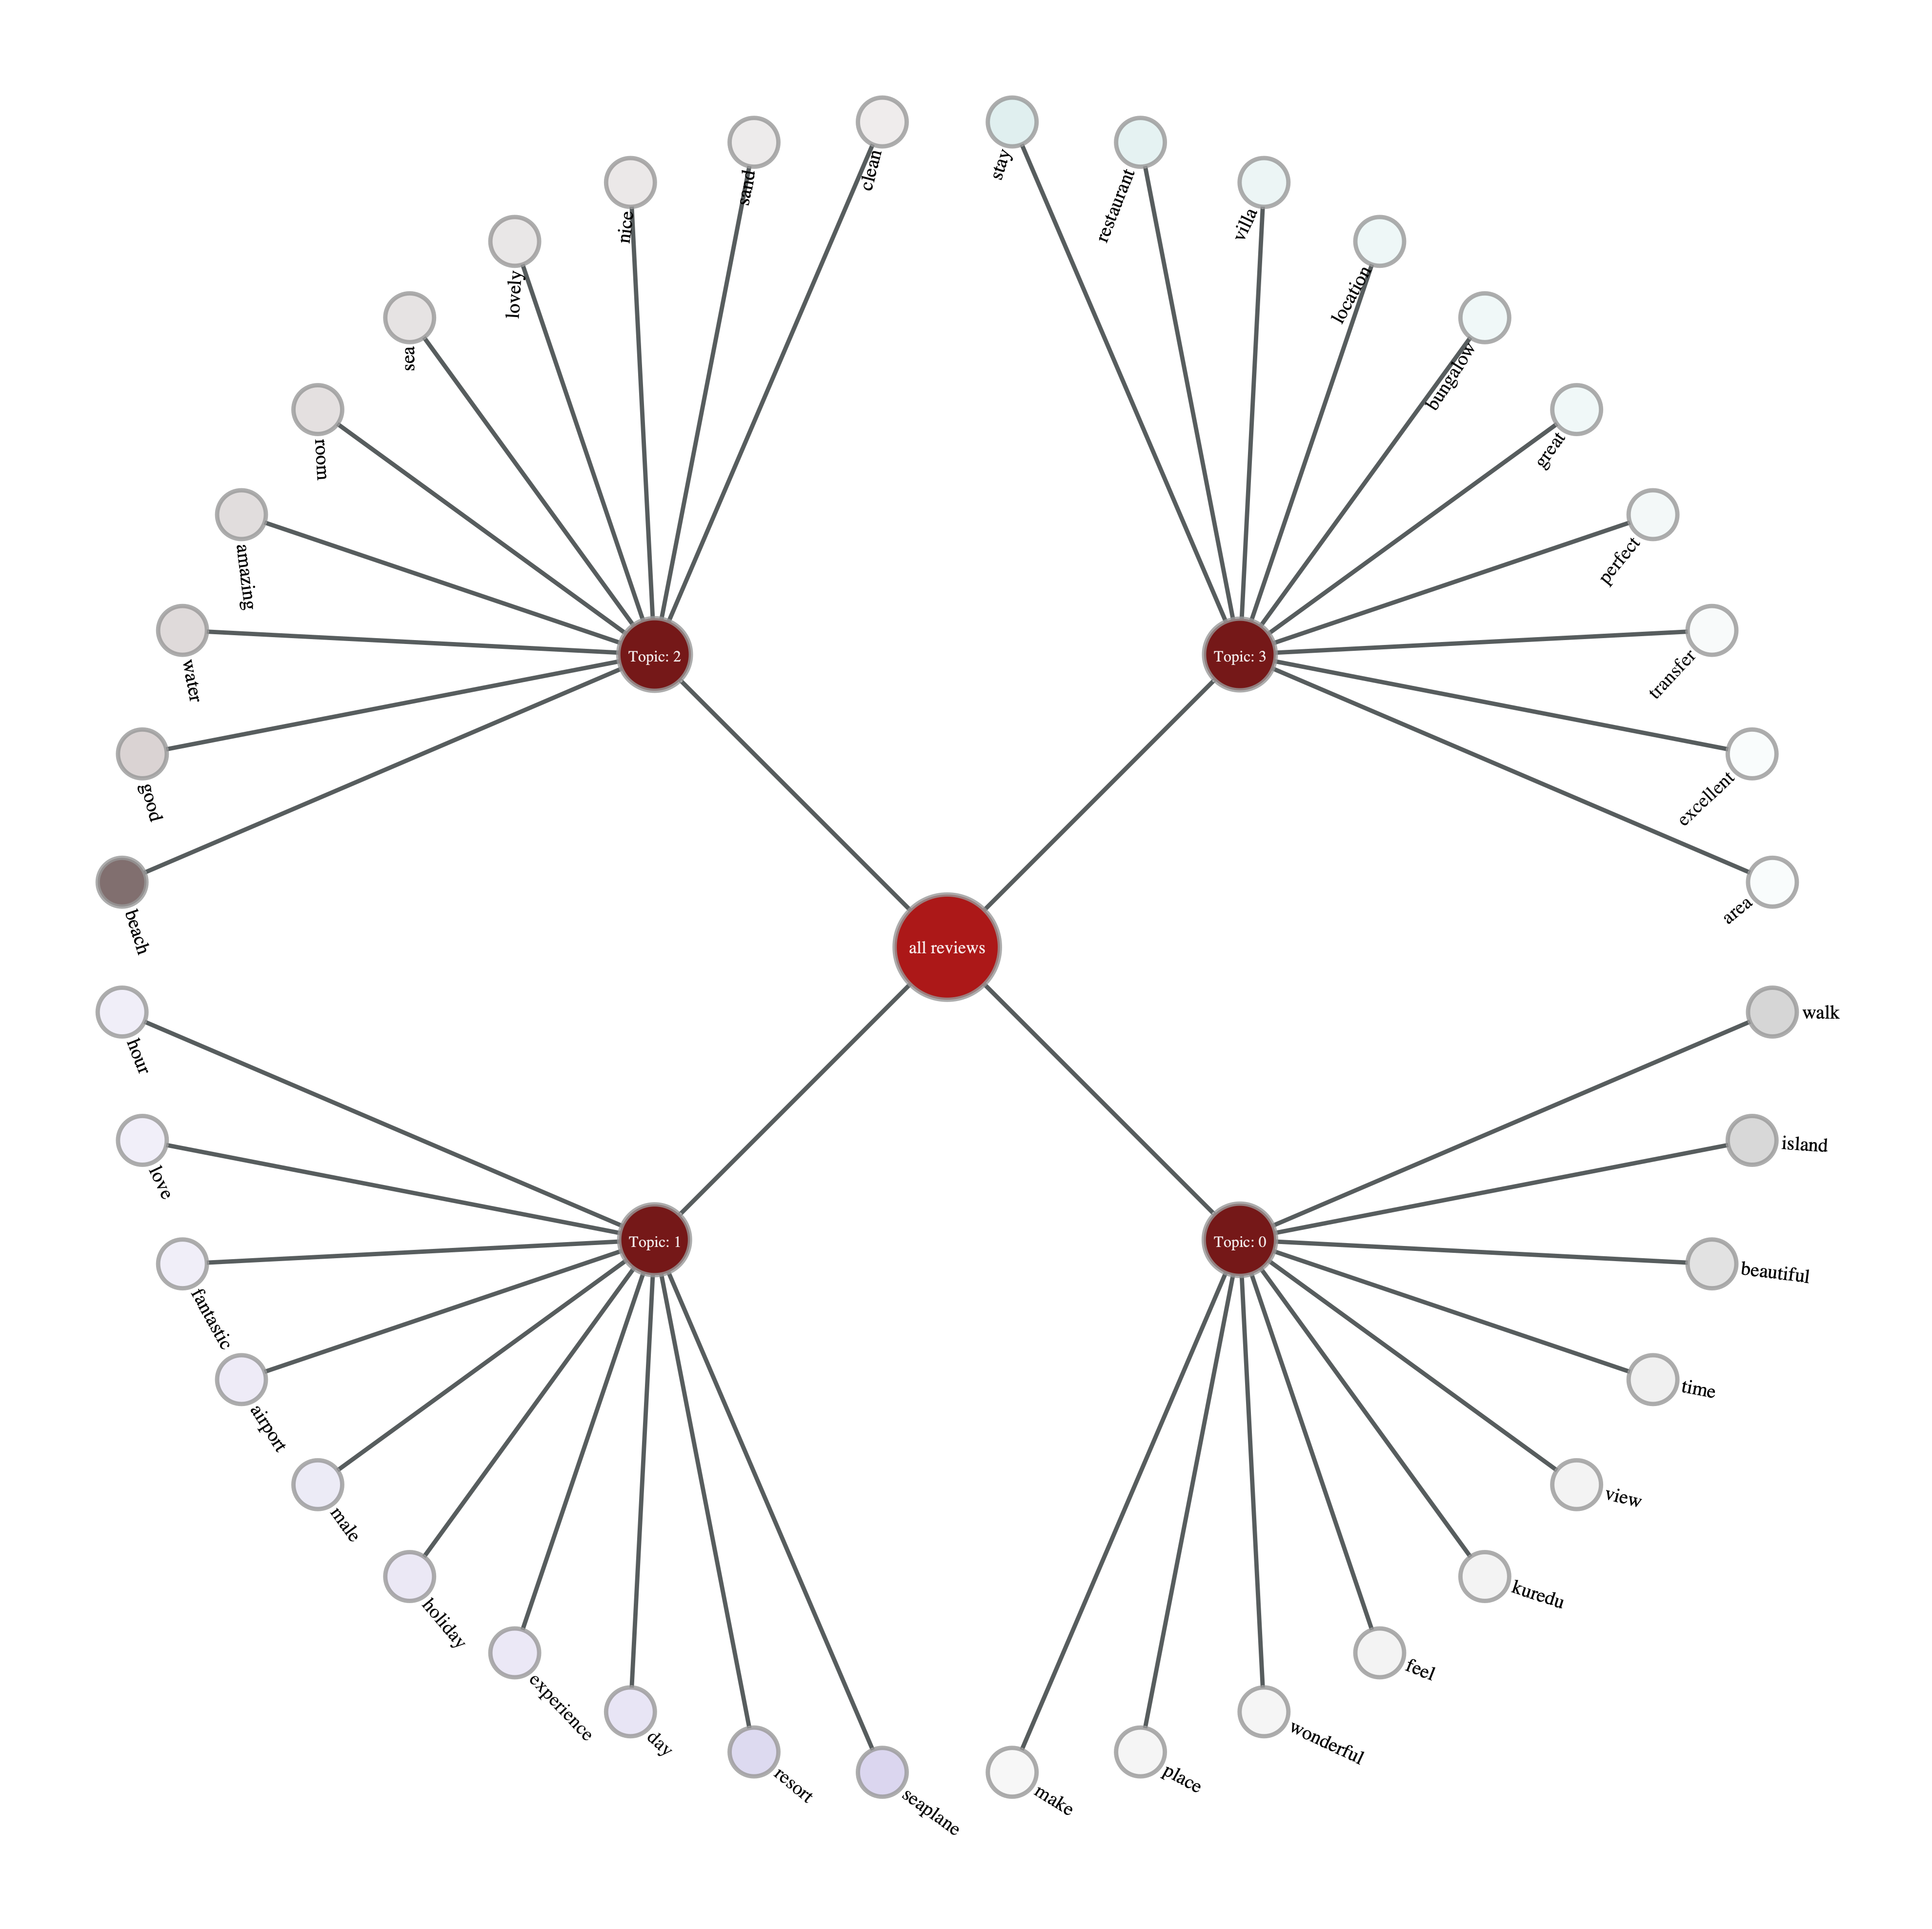 stay
restaurant
villa
location
bungalow
great
perfect
transfer
excellent
area
Topic: 3
clean
sand
nice
lovely
sea
room
amazing
water
good
beach
Topic: 2
all reviews
hour
love
fantastic
airport
male
holiday
experience
day
resort
seaplane
Topic: 1
walk
island
beautiful
time
view
kuredu
feel
wonderful
place
make
Topic: 0